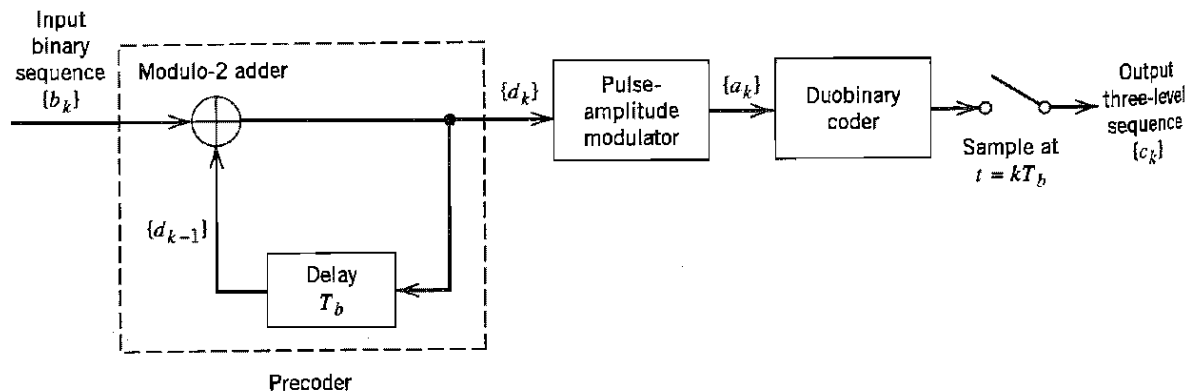 Input
binary
sequence
{b_k}
Modulo-2 adder
{d_k}
Pulse-
amplitude
modulator
{a_k}
Duobinary
coder
Output
three-level
sequence
{c_k}
Sample at
t = kT_b
{d_{k-1}}
Delay
T_b
Precoder